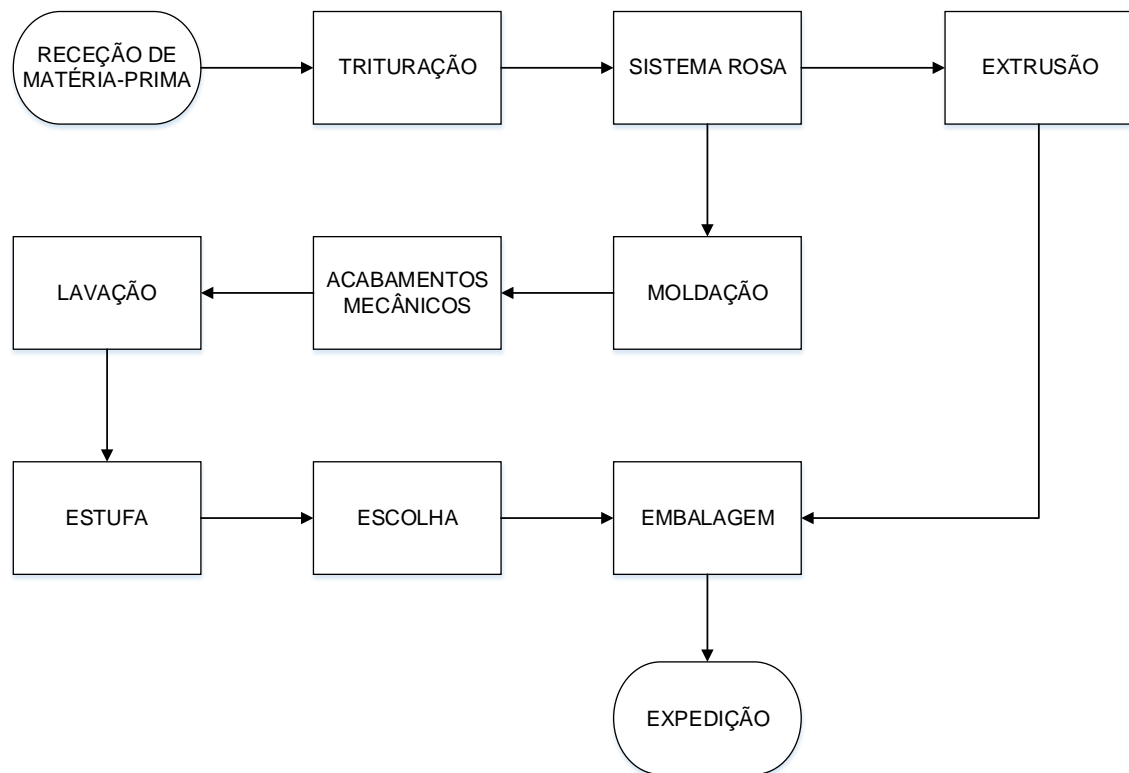 RECEÇÃO DE
MATÉRIA-PRIMA
TRITURAÇÃO
SISTEMA ROSA
EXTRUSÃO
LAVAÇÃO
ACABAMENTOS
MECÂNICOS
MOLDAÇÃO
ESTUFA
ESCOLHA
EMBALAGEM
EXPEDIÇÃO